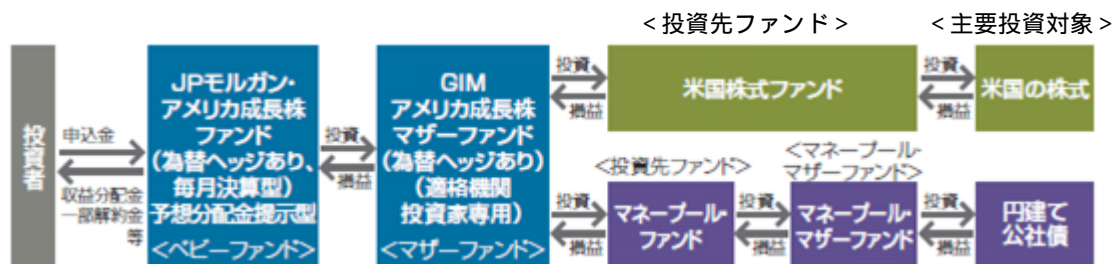 <投資先ファンド>
<主要投資対象>
投資者
申込金
収益分配金
一部解約金
等
JPモルガン・
アメリカ成長株
ファンド
(為替ヘッジあり、
毎月決算型)
予想分配金提示型
<ベビーファンド>
投資
損益
GIM
アメリカ成長株
マザーファンド
(為替ヘッジあり)
(適格機関
投資家専用)
<マザーファンド>
投資
損益
米国株式ファンド
投資
損益
米国の株式
<投資先ファンド>
<マネープール・
マザーファンド>
投資
損益
マネープール・
ファンド
投資
損益
マネープール・
マザーファンド
投資
損益
円建て
公社債